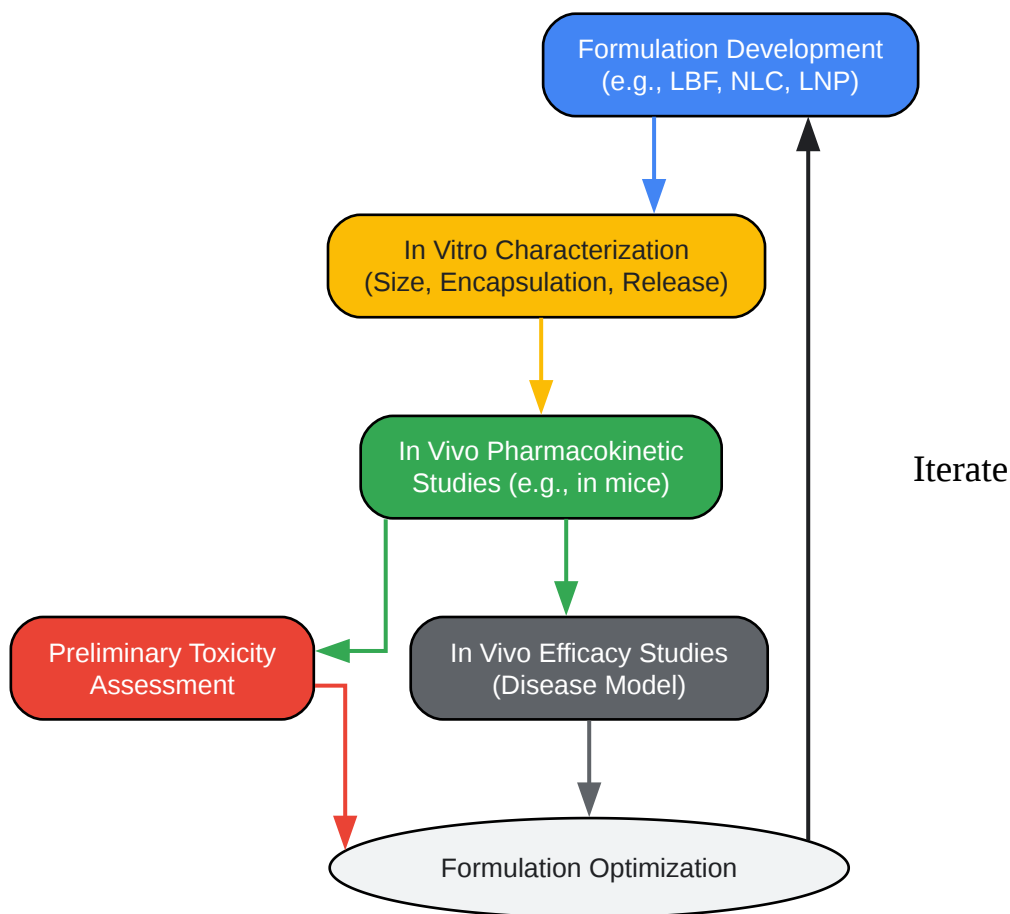 Formulation Development
(e.g., LBF, NLC, LNP)
In Vitro Characterization
(Size, Encapsulation, Release)
In Vivo Pharmacokinetic
Studies (e.g., in mice)
Iterate
Preliminary Toxicity
Assessment
In Vivo Efficacy Studies
(Disease Model)
Formulation Optimization